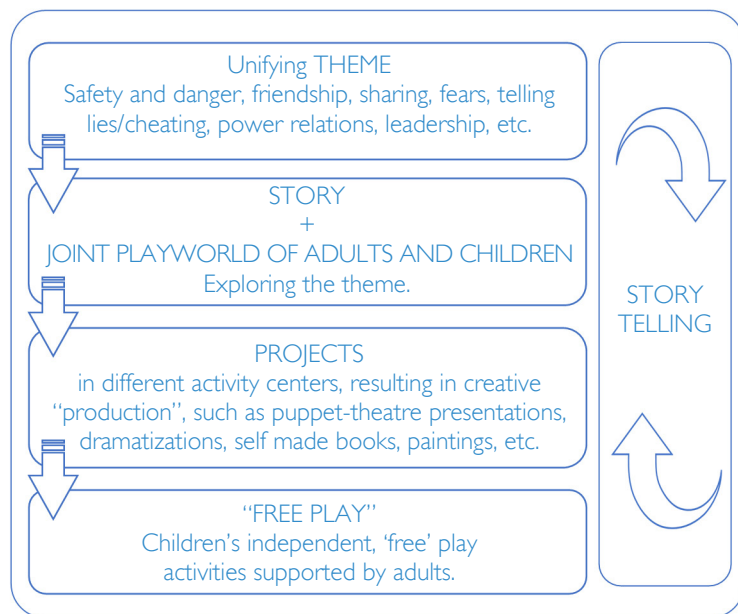 Unifying THEME
Safety and danger, friendship, sharing, fears, telling
lies/cheating, power relations, leadership, etc.
STORY
+
JOINT PLAYWORLD OF ADULTS AND CHILDREN
Exploring the theme.
PROJECTS
in different activity centers, resulting in creative
“production”, such as puppet-theatre presentations,
dramatizations, self made books, paintings, etc.
“FREE PLAY”
Children’s independent, ‘free’ play
activities supported by adults.
STORY
TELLING